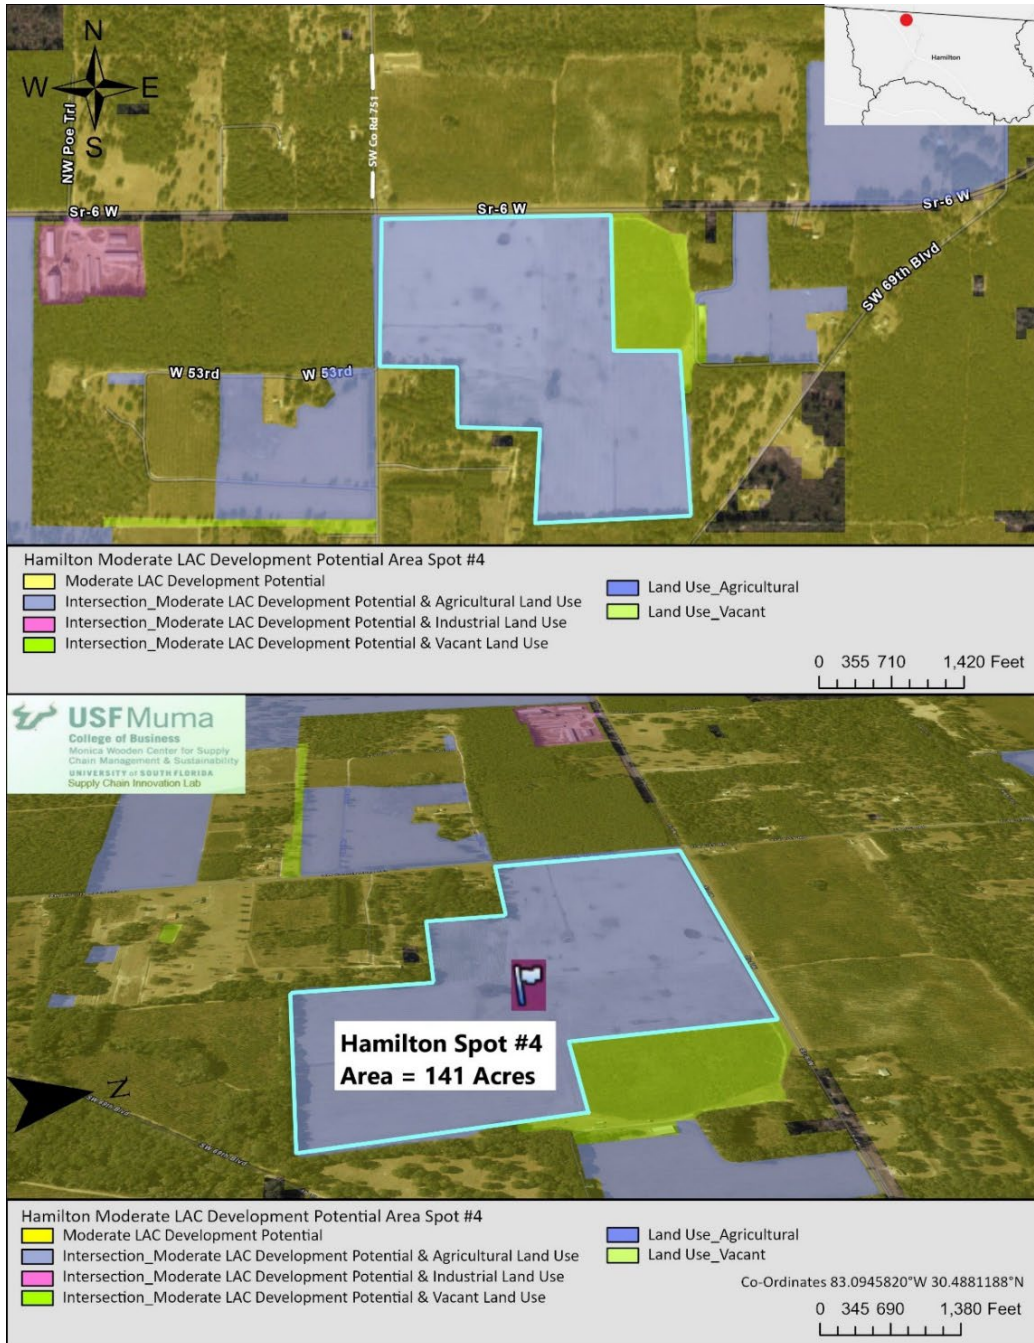 N
W E
S
NW Poe Trl
SW Co Rd 751
Hamilton
Sr-6 W
Sr-6 W
Sr-6 W
SW 69th Blvd
W 53rd
W 53rd
Hamilton Moderate LAC Development Potential Area Spot #4
Moderate LAC Development Potential
Intersection_Moderate LAC Development Potential & Agricultural Land Use
Intersection_Moderate LAC Development Potential & Industrial Land Use
Intersection_Moderate LAC Development Potential & Vacant Land Use
Land Use_Agricultural
Land Use_Vacant
0 355 710 1,420 Feet
USF Muma
College of Business
Monica Wooden Center for Supply
Chain Management & Sustainability
UNIVERSITY of SOUTH FLORIDA
Supply Chain Innovation Lab
Hamilton Spot #4
Area = 141 Acres
N
Hamilton Moderate LAC Development Potential Area Spot #4
Moderate LAC Development Potential
Intersection_Moderate LAC Development Potential & Agricultural Land Use
Intersection_Moderate LAC Development Potential & Industrial Land Use
Intersection_Moderate LAC Development Potential & Vacant Land Use
Land Use_Agricultural
Land Use_Vacant
Co-Ordinates 83.0945820°W 30.4881188°N
0 345 690 1,380 Feet